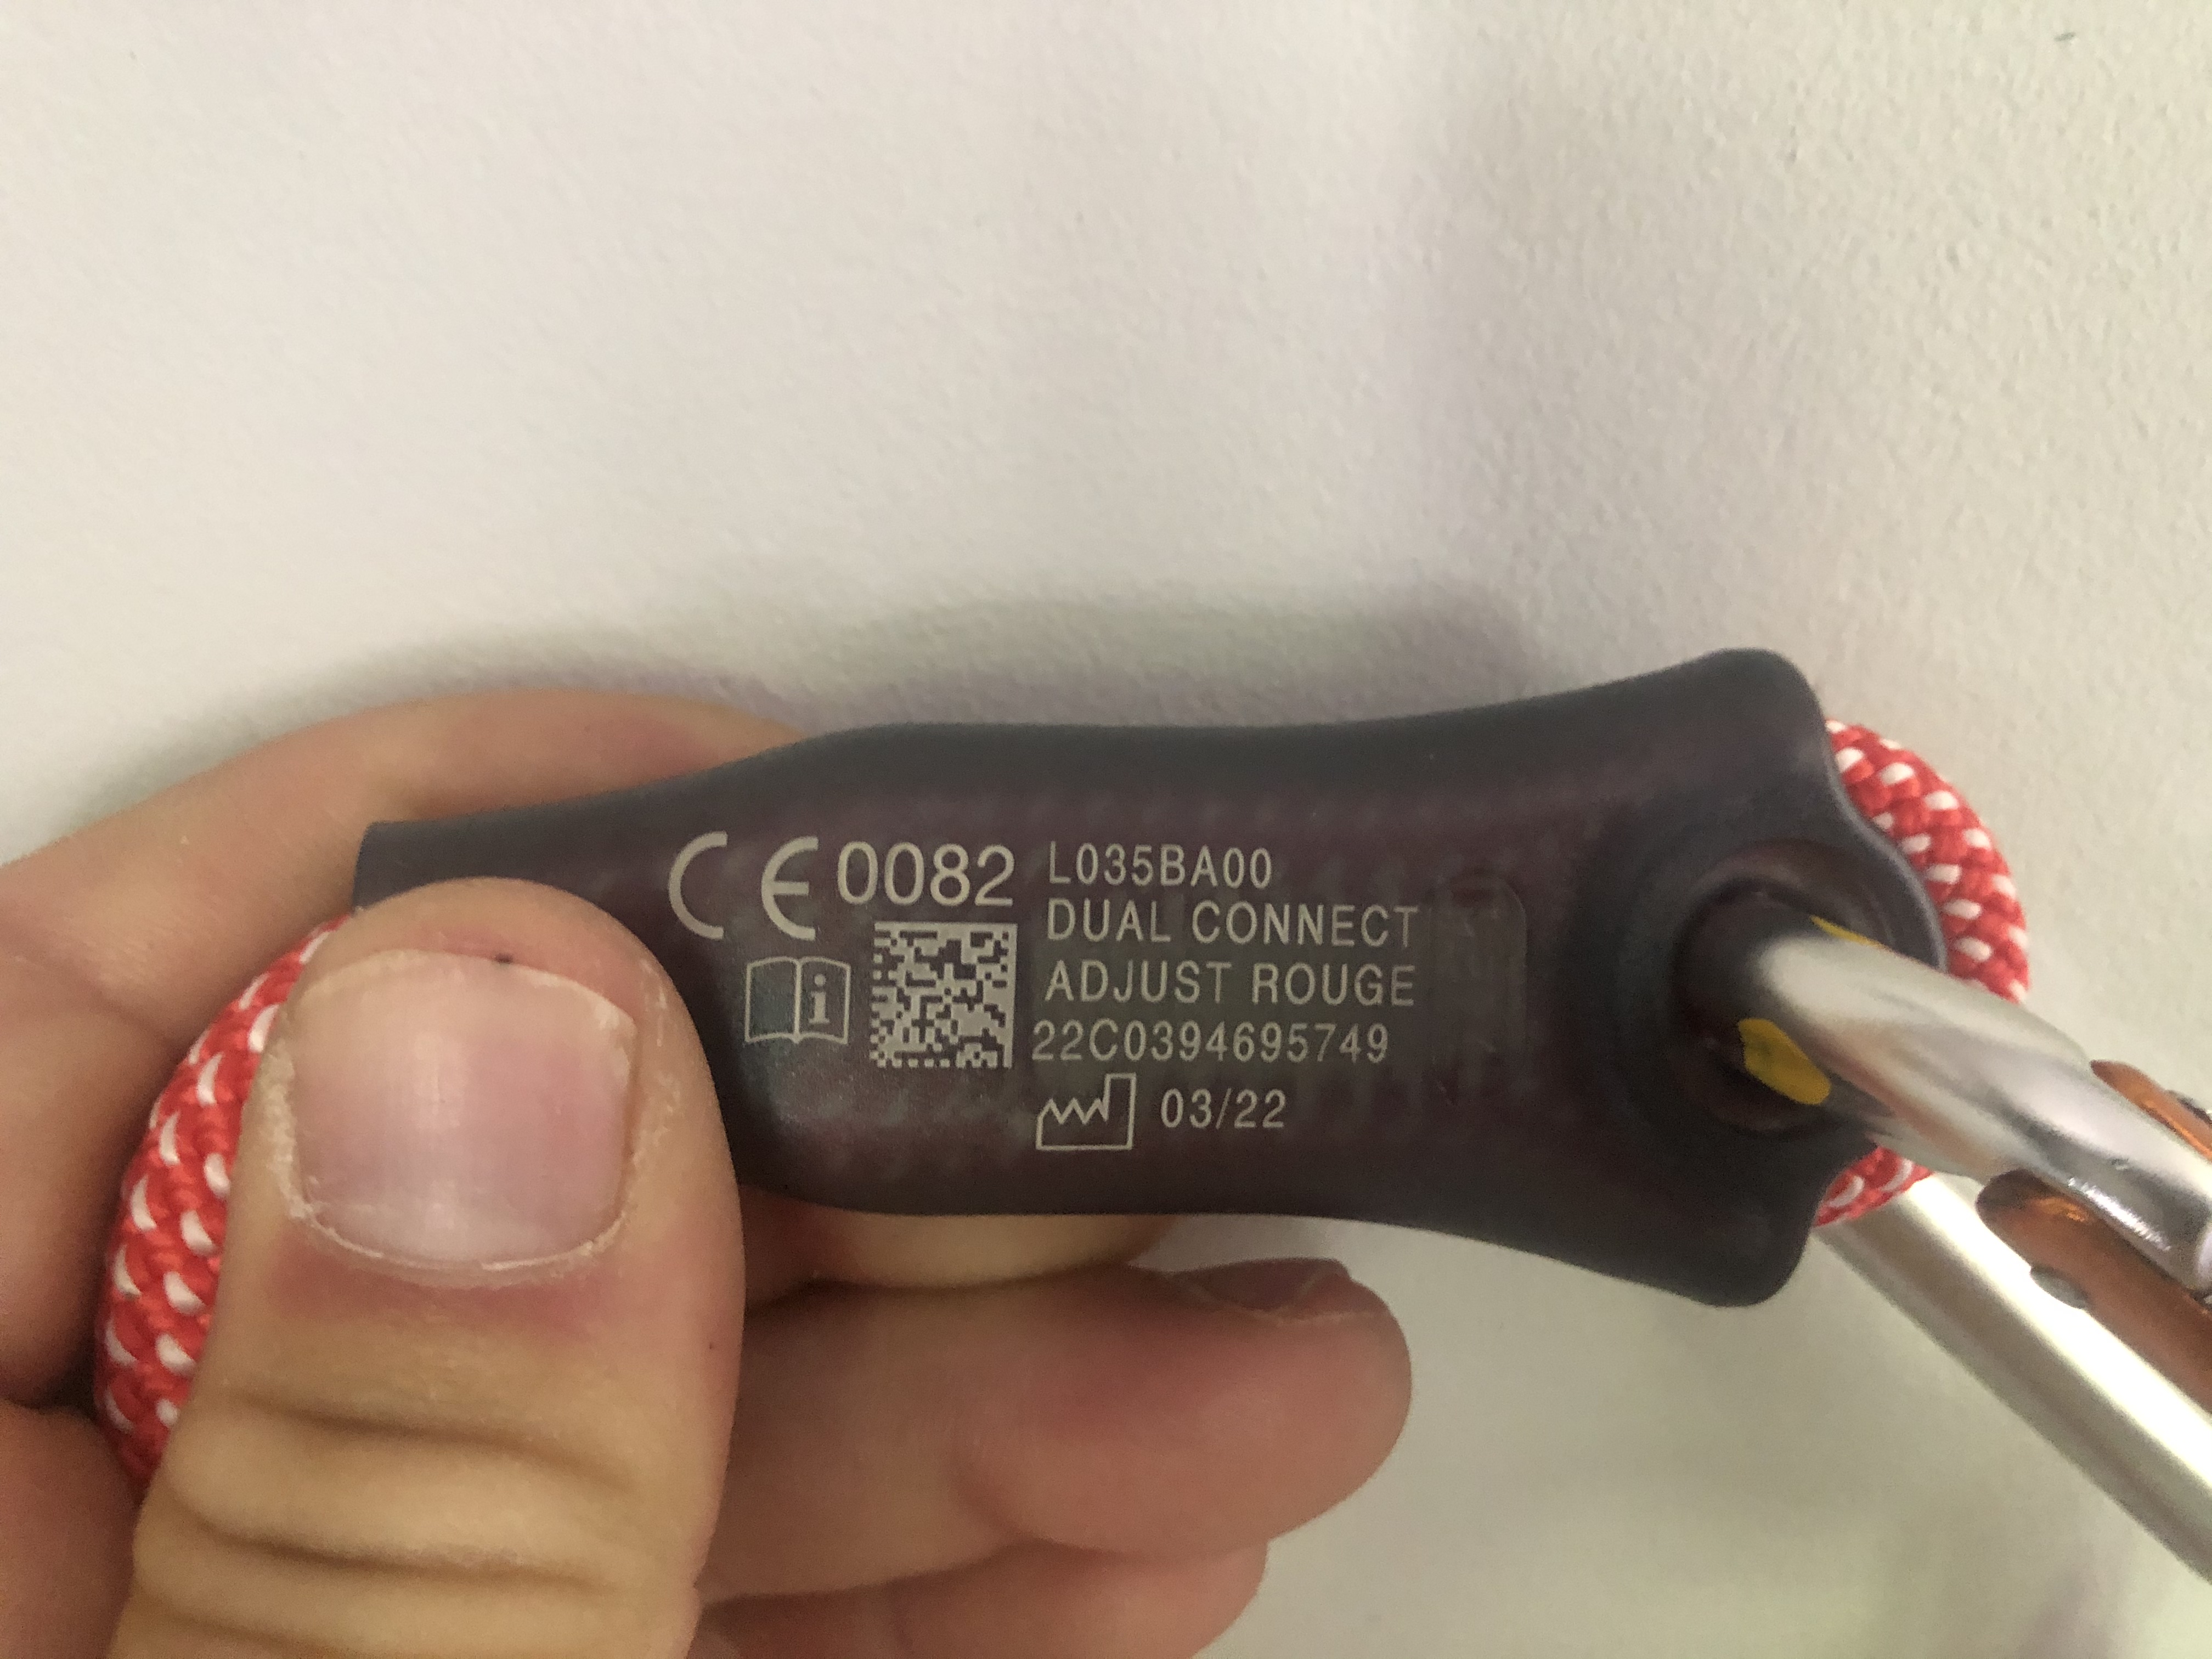 CE 0082
L035BA00
DUAL CONNECT
ADJUST ROUGE
22C0394695749
03/22